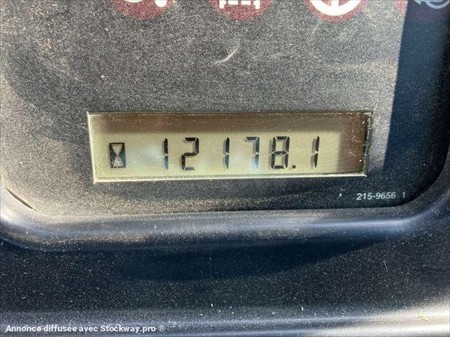 12178.1
215-9656 1
Annonce diffusée avec Stockway.pro ®